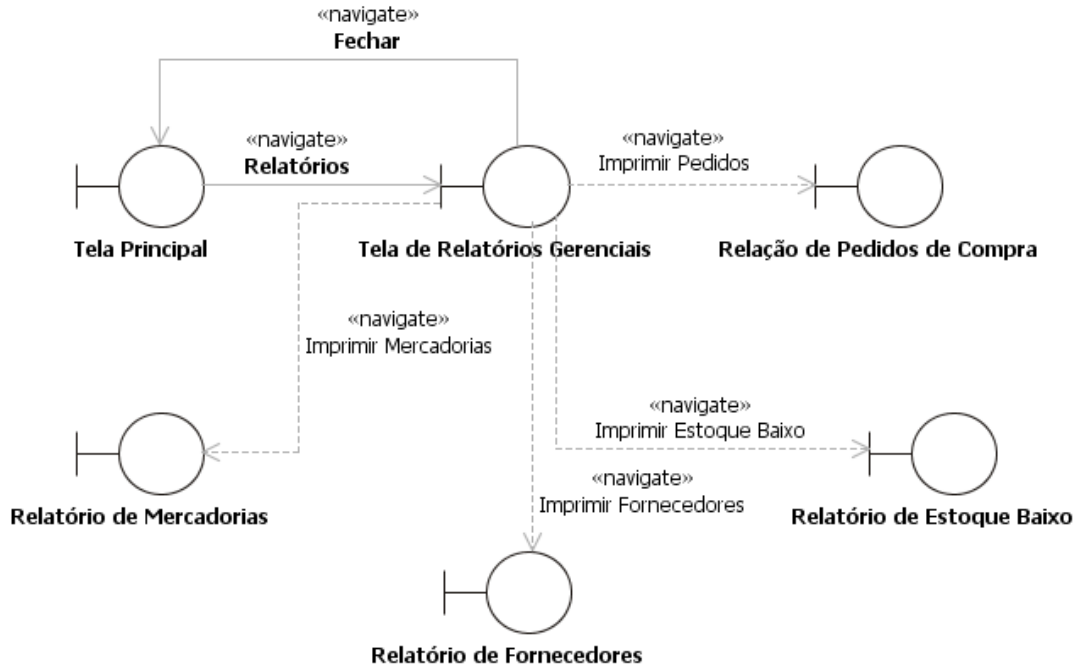 «navigate»
Fechar
«navigate»
Relatórios
«navigate»
Imprimir Pedidos
Tela Principal
Tela de Relatórios Gerenciais
Relação de Pedidos de Compra
«navigate»
Imprimir Mercadorias
«navigate»
Imprimir Estoque Baixo
«navigate»
Imprimir Fornecedores
Relatório de Mercadorias
Relatório de Estoque Baixo
Relatório de Fornecedores